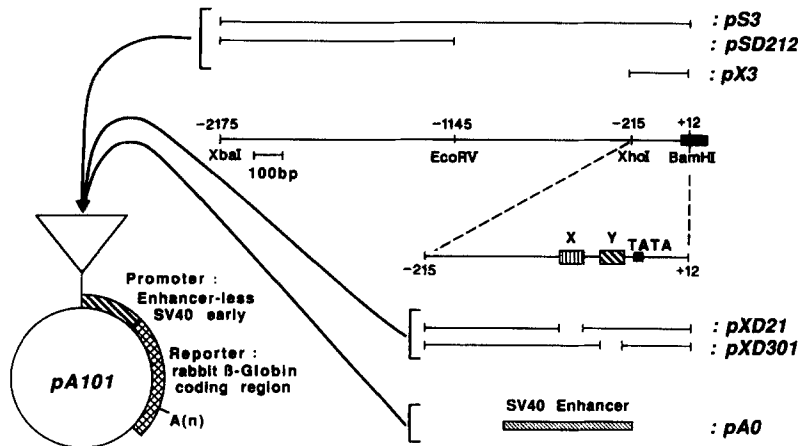 : pS3
: pSD212
: pX3
-2175 -1145 -215 +12
XbaI EcoRV XhoI BamHI
100bp
X Y TATA
-215 +12
Promoter :
Enhancer-less
SV40 early
Reporter :
rabbit ß-Globin
coding region
A(n)
pA101
: pXD21
: pXD301
SV40 Enhancer
: pA0